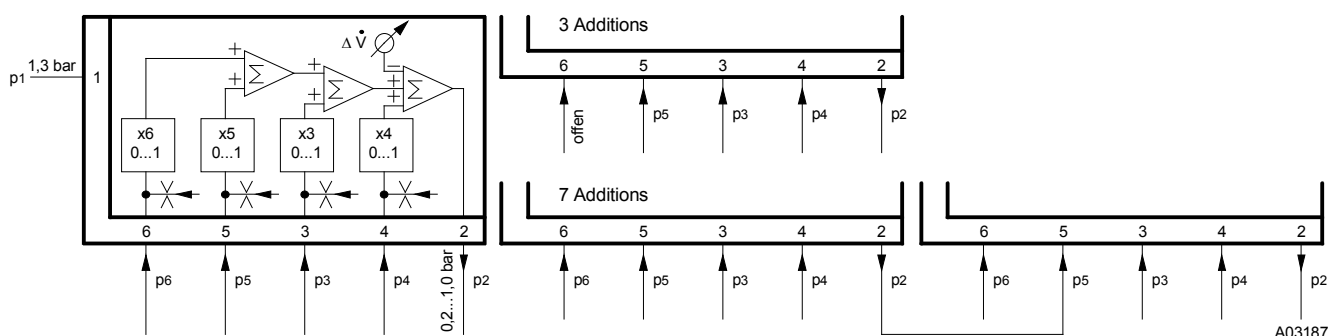 3 Additions
Δ V̇
p1 1,3 bar
1
+ + −
+ Σ + Σ + + Σ
x6 x5 x3 x4
0...1 0...1 0...1 0...1
6 5 3 4 2
offen p5 p3 p4 p2
7 Additions
6 5 3 4 2
p6 p5 p3 p4 0,2...1,0 bar p2
6 5 3 4 2
p6 p5 p3 p4 p2
6 5 3 4 2
p6 p5 p3 p4 p2
A03187